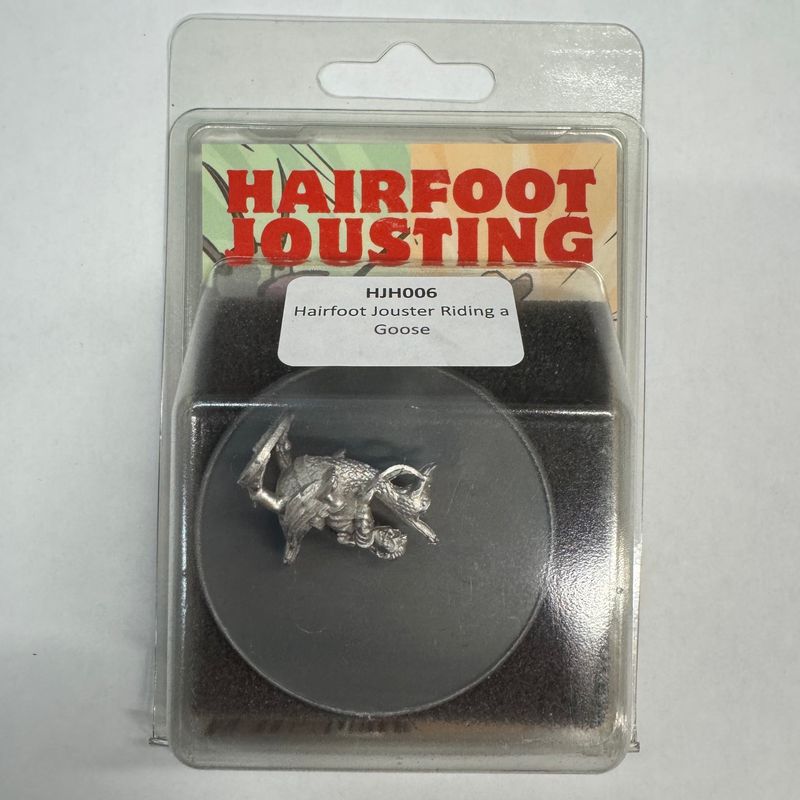 HAIRFOOT
JOUSTING
HJH006
Hairfoot Jouster Riding a
Goose